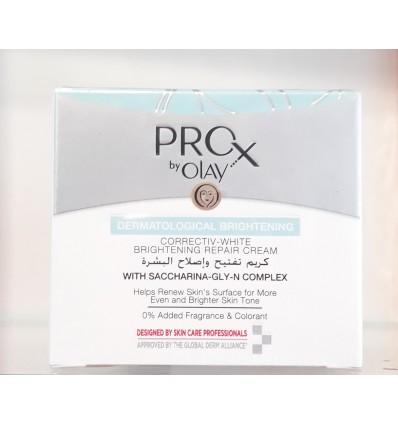 PROX
by OLAY
DERMATOLOGICAL BRIGHTENING
CORRECTIV-WHITE
BRIGHTENING REPAIR CREAM
كريم تفتيح وإصلاح البشرة
WITH SACCHARINA-GLY-N COMPLEX
Helps Renew Skin's Surface for More
Even and Brighter Skin Tone
0% Added Fragrance & Colorant
DESIGNED BY SKIN CARE PROFESSIONALS
APPROVED BY "THE GLOBAL DERM ALLIANCE"